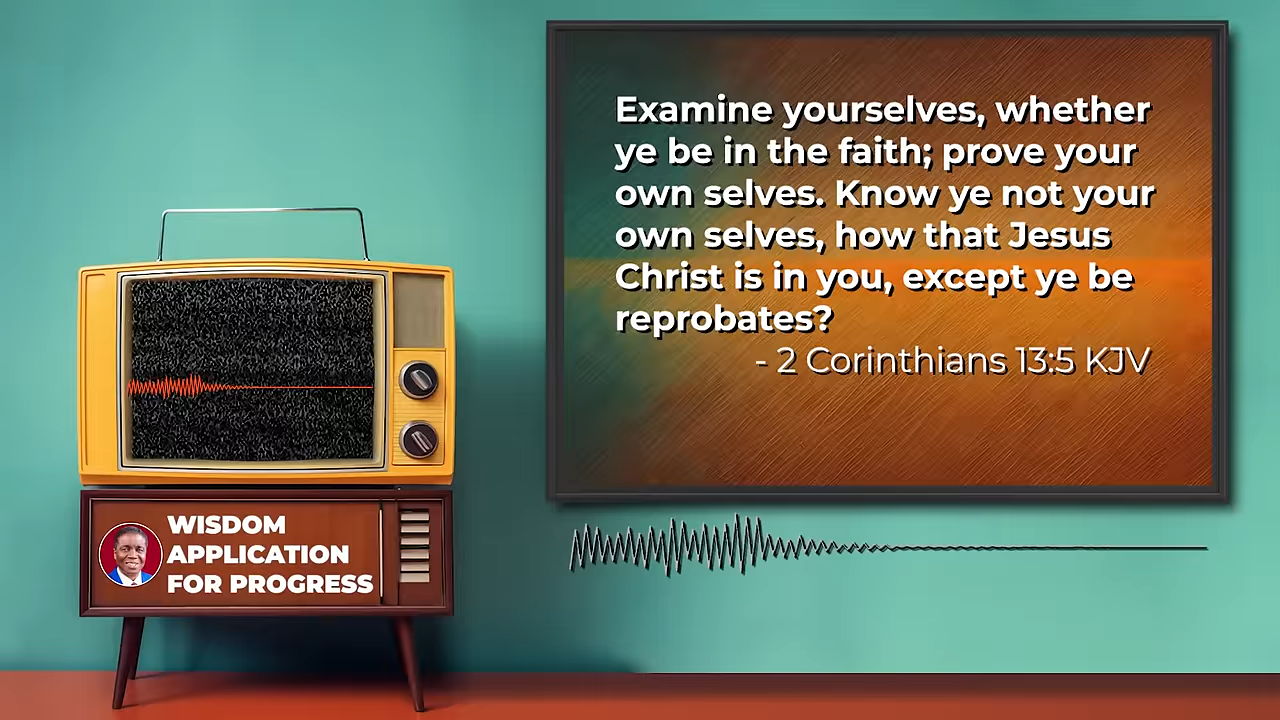 Examine yourselves, whether
ye be in the faith; prove your
own selves. Know ye not your
own selves, how that Jesus
Christ is in you, except ye be
reprobates?
- 2 Corinthians 13:5 KJV
WISDOM
APPLICATION
FOR PROGRESS